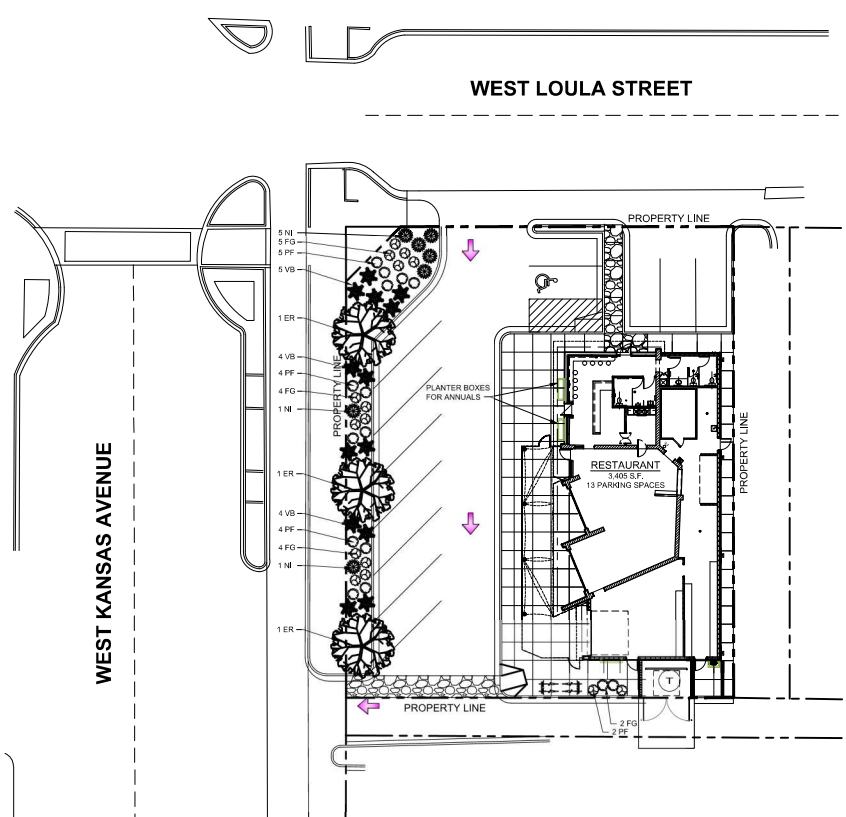 WEST LOULA STREET
PROPERTY LINE
5 NI
5 FG
5 PF
5 VB
1 ER
4 VB
4 PF
4 FG
1 NI
PROPERTY LINE
PLANTER BOXES
FOR ANNUALS
RESTAURANT
3,405 S.F.
13 PARKING SPACES
PROPERTY LINE
WEST KANSAS AVENUE
1 ER
4 VB
4 PF
4 FG
1 NI
1 ER
T
PROPERTY LINE
2 FG
2 PF